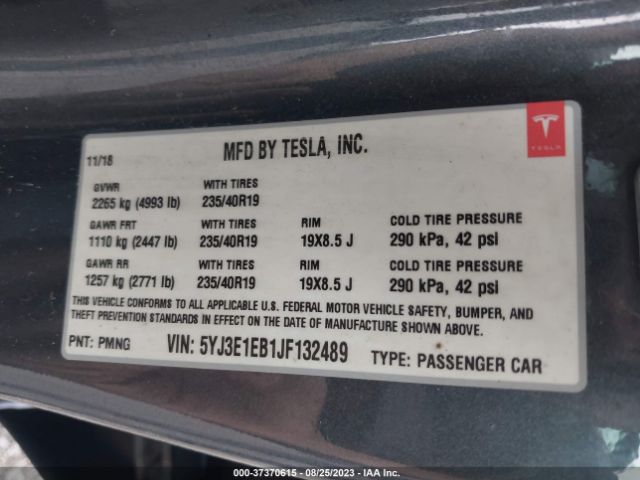 11/18
MFD BY TESLA, INC.
TESLA
GVWR WITH TIRES
2265 kg (4993 lb) 235/40R19
GAWR FRT WITH TIRES RIM COLD TIRE PRESSURE
1110 kg (2447 lb) 235/40R19 19X8.5 J 290 kPa, 42 psi
GAWR RR WITH TIRES RIM COLD TIRE PRESSURE
1257 kg (2771 lb) 235/40R19 19X8.5 J 290 kPa, 42 psi
THIS VEHICLE CONFORMS TO ALL APPLICABLE U.S. FEDERAL MOTOR VEHICLE SAFETY, BUMPER, AND
THEFT PREVENTION STANDARDS IN EFFECT ON THE DATE OF MANUFACTURE SHOWN ABOVE.
PNT: PMNG VIN: 5YJ3E1EB1JF132489 TYPE: PASSENGER CAR
000-37370615 - 08/25/2023 - IAA Inc.